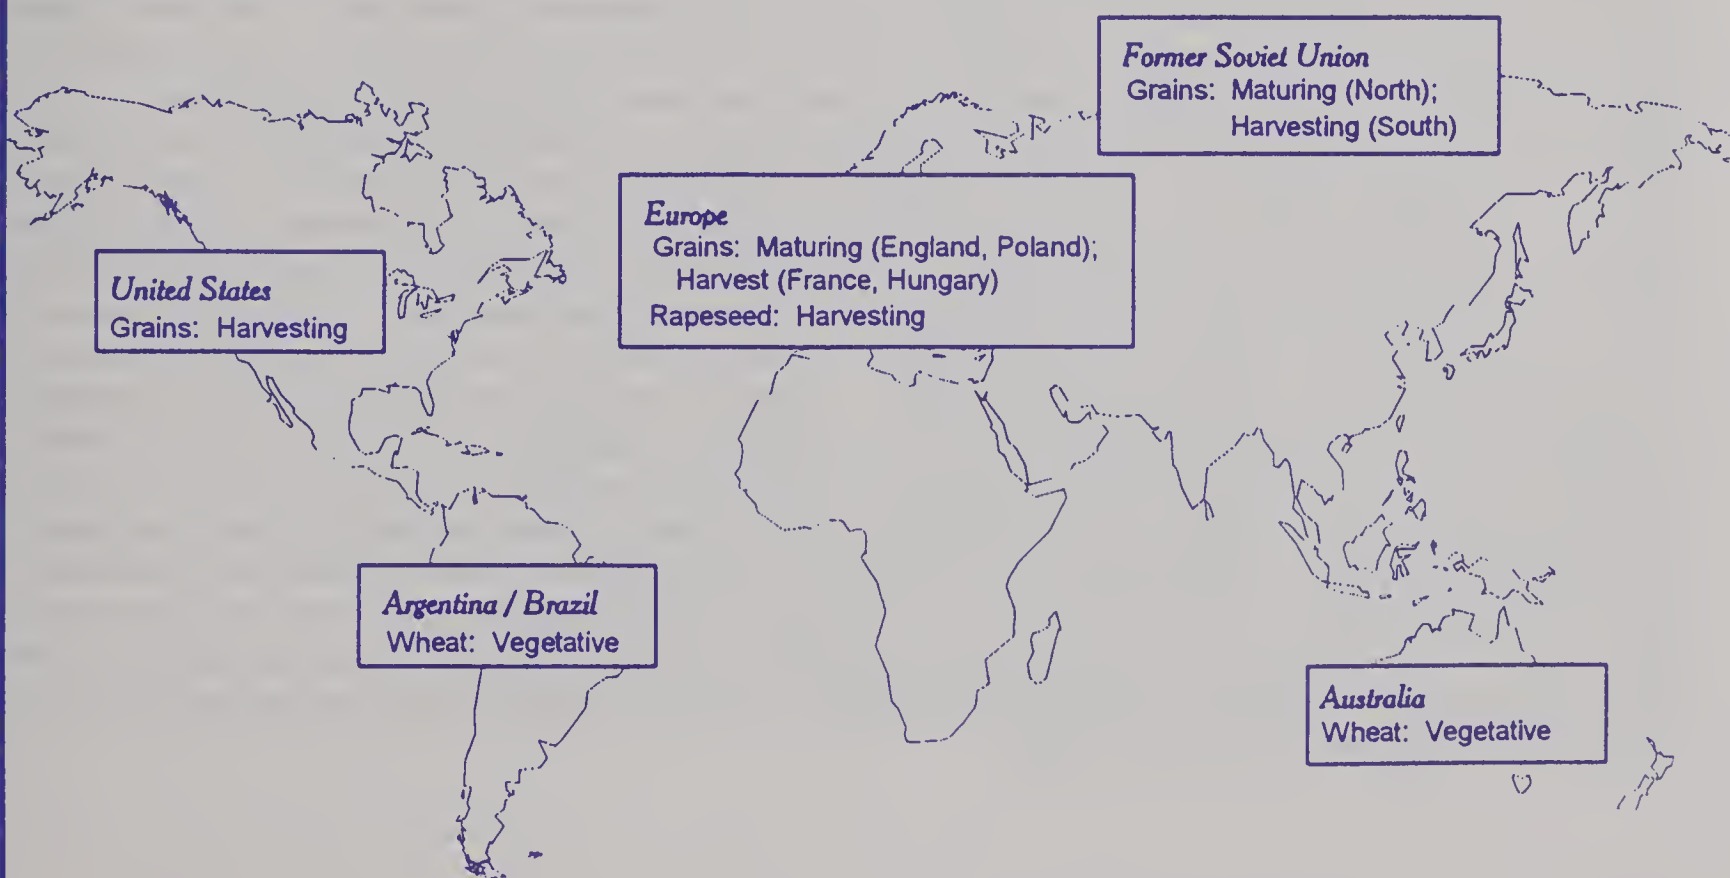 Former Soviet Union
Grains: Maturing (North);
Harvesting (South)
Europe
Grains: Maturing (England, Poland);
Harvest (France, Hungary)
Rapeseed: Harvesting
United States
Grains: Harvesting
Argentina / Brazil
Wheat: Vegetative
Australia
Wheat: Vegetative